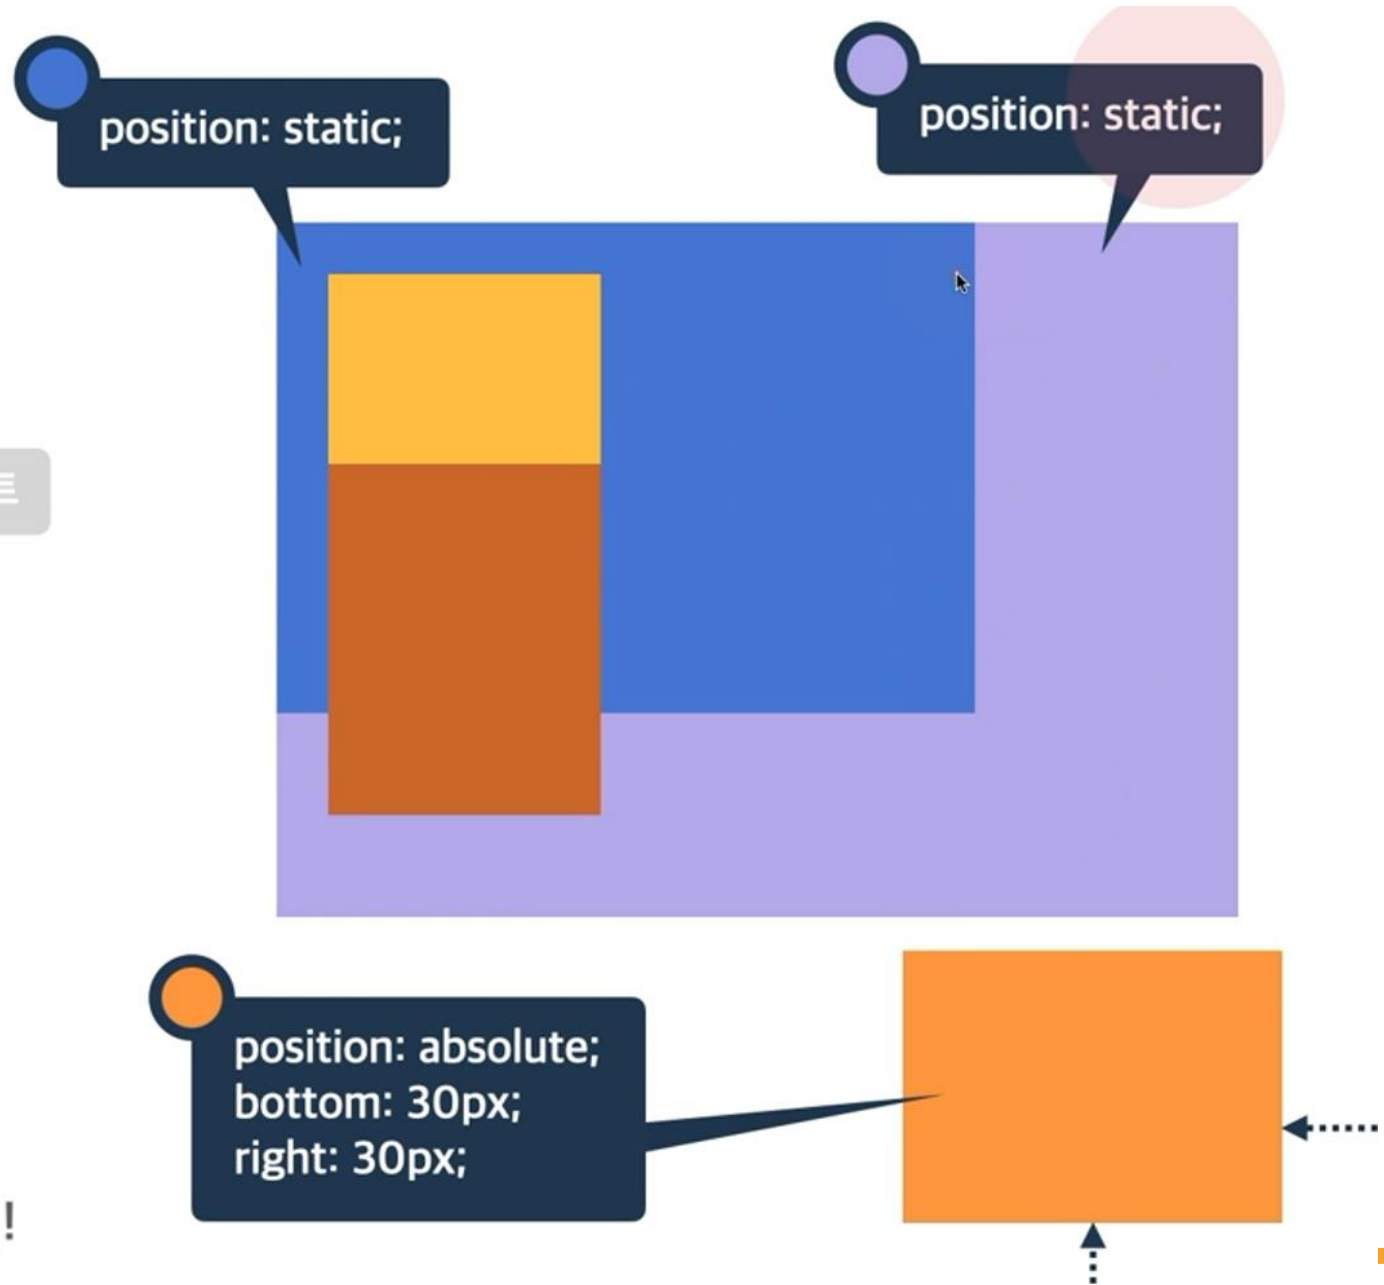 position: static;
position: static;
position: absolute;
bottom: 30px;
right: 30px;
!